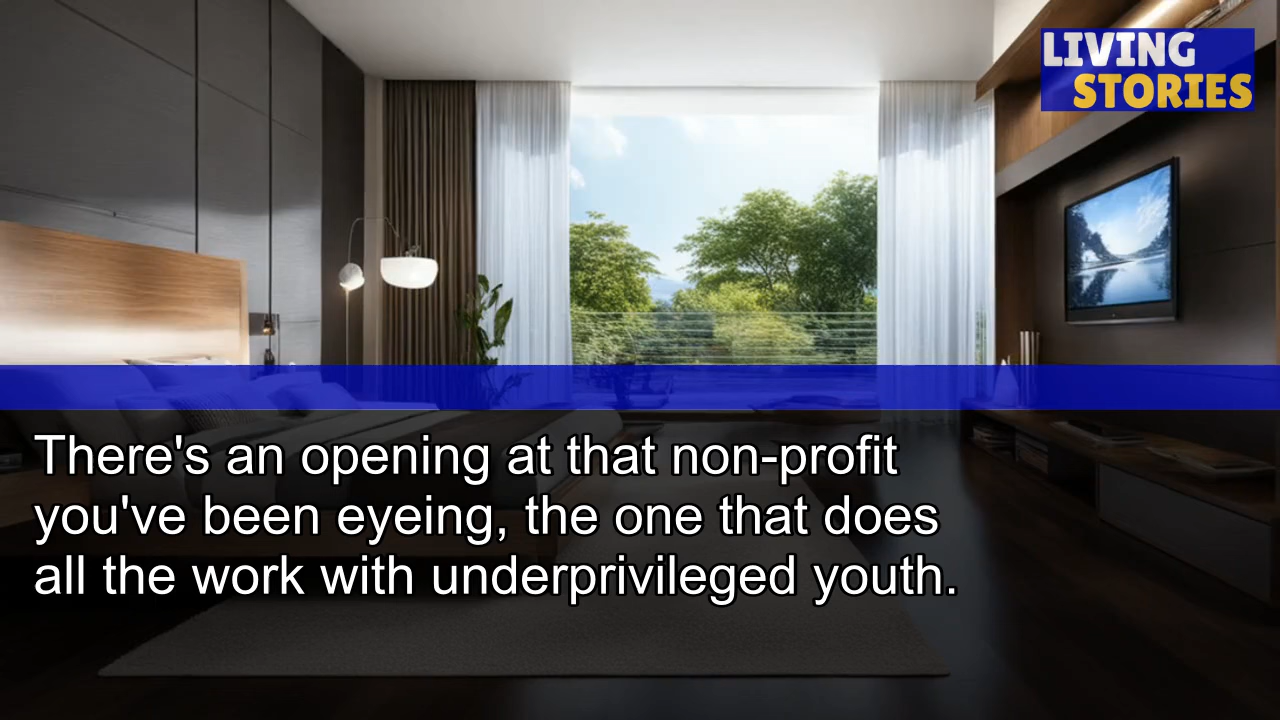 LIVING
STORIES
There's an opening at that non-profit
you've been eyeing, the one that does
all the work with underprivileged youth.